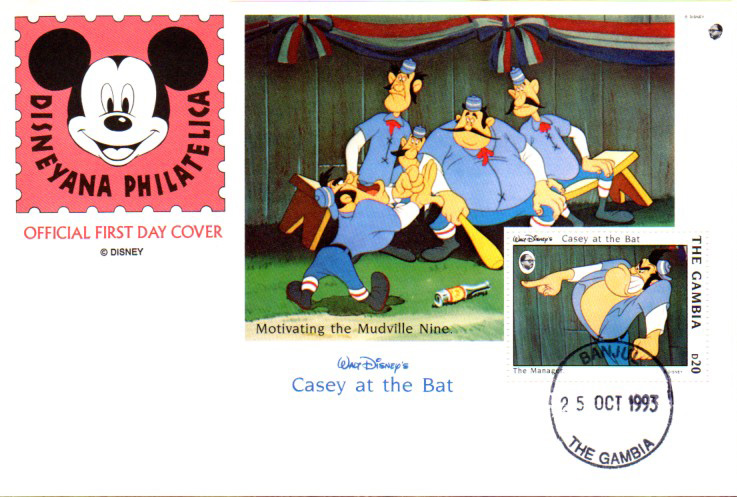 DISNEYANA PHILATELICA
OFFICIAL FIRST DAY COVER
© DISNEY
© DISNEY
Motivating the Mudville Nine.
Walt Disney's
Casey at the Bat
Walt Disney's Casey at the Bat
THE GAMBIA
D20
The Manager
© DISNEY
BANJUL
25 OCT 1993
THE GAMBIA